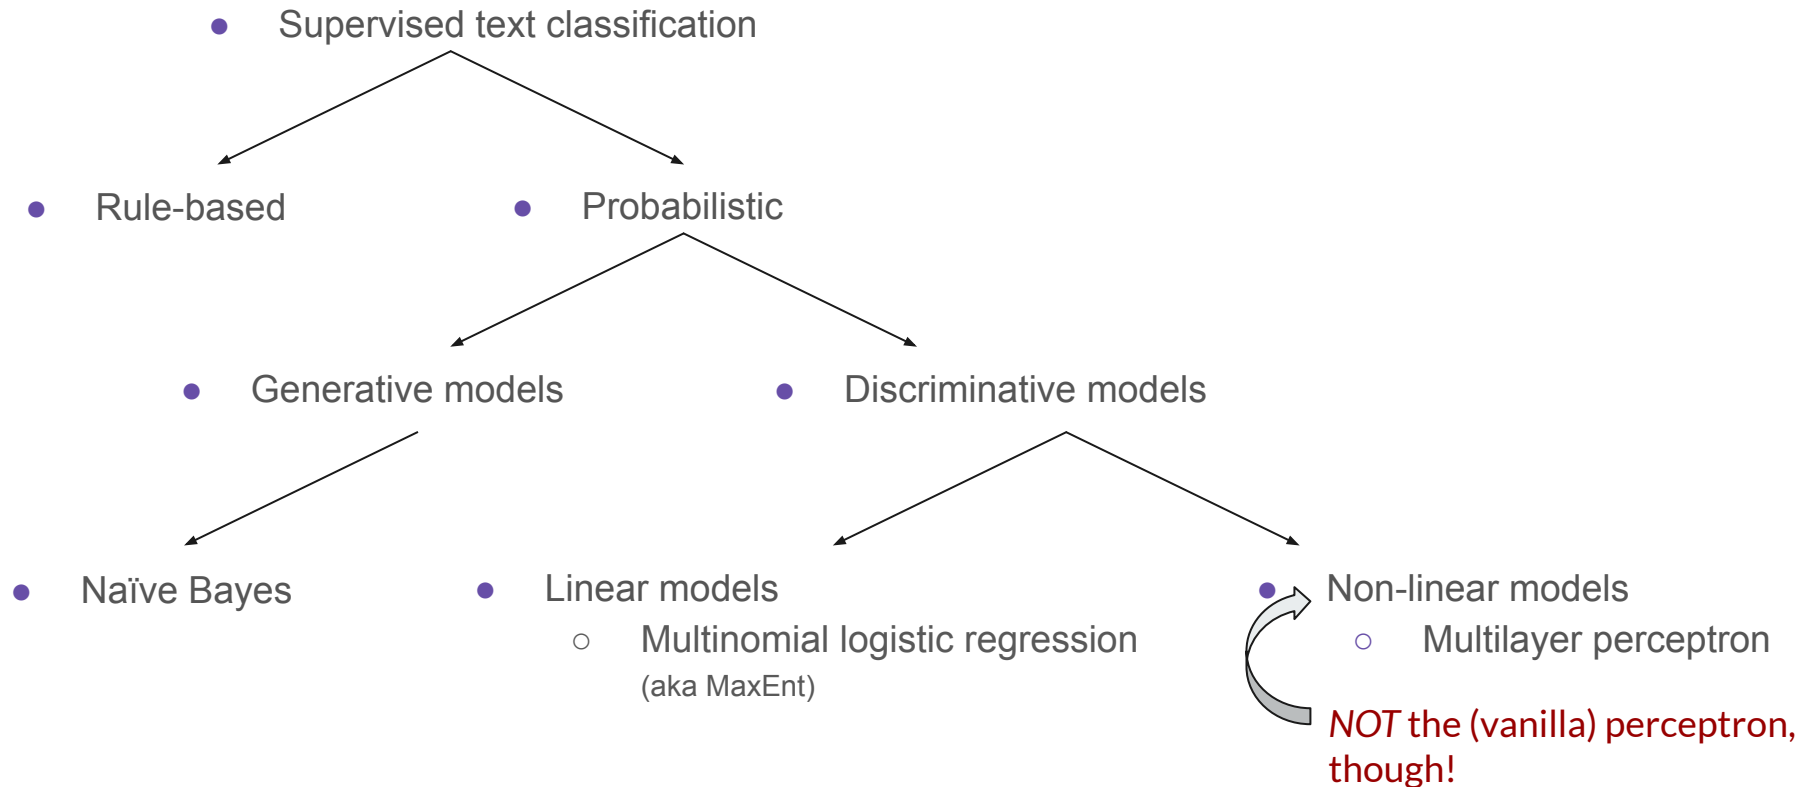 Supervised text classification
Rule-based
Probabilistic
Generative models
Discriminative models
Naïve Bayes
Linear models
Multinomial logistic regression
(aka MaxEnt)
Non-linear models
Multilayer perceptron
NOT the (vanilla) perceptron,
though!